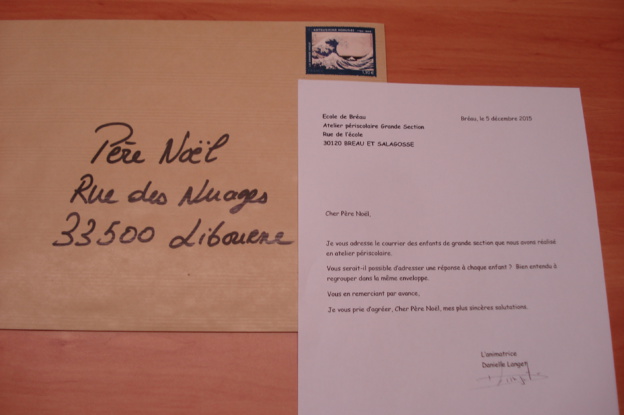 Père Noël
Rue des Nuages
33500 Libourne
Ecole de Bréau
Atelier périscolaire Grande Section
Rue de l'école
30120 BREAU ET SALAGOSSE
Bréau, le 5 décembre 2015
Cher Père Noël,
Je vous adresse le courrier des enfants de grande section que nous avons réalisé
en atelier périscolaire.
Vous serait-il possible d'adresser une réponse à chaque enfant ? Bien entendu à
regrouper dans la même enveloppe.
Vous en remerciant par avance,
Je vous prie d'agréer, Cher Père Noël, mes plus sincères salutations.
L'animatrice
Danielle